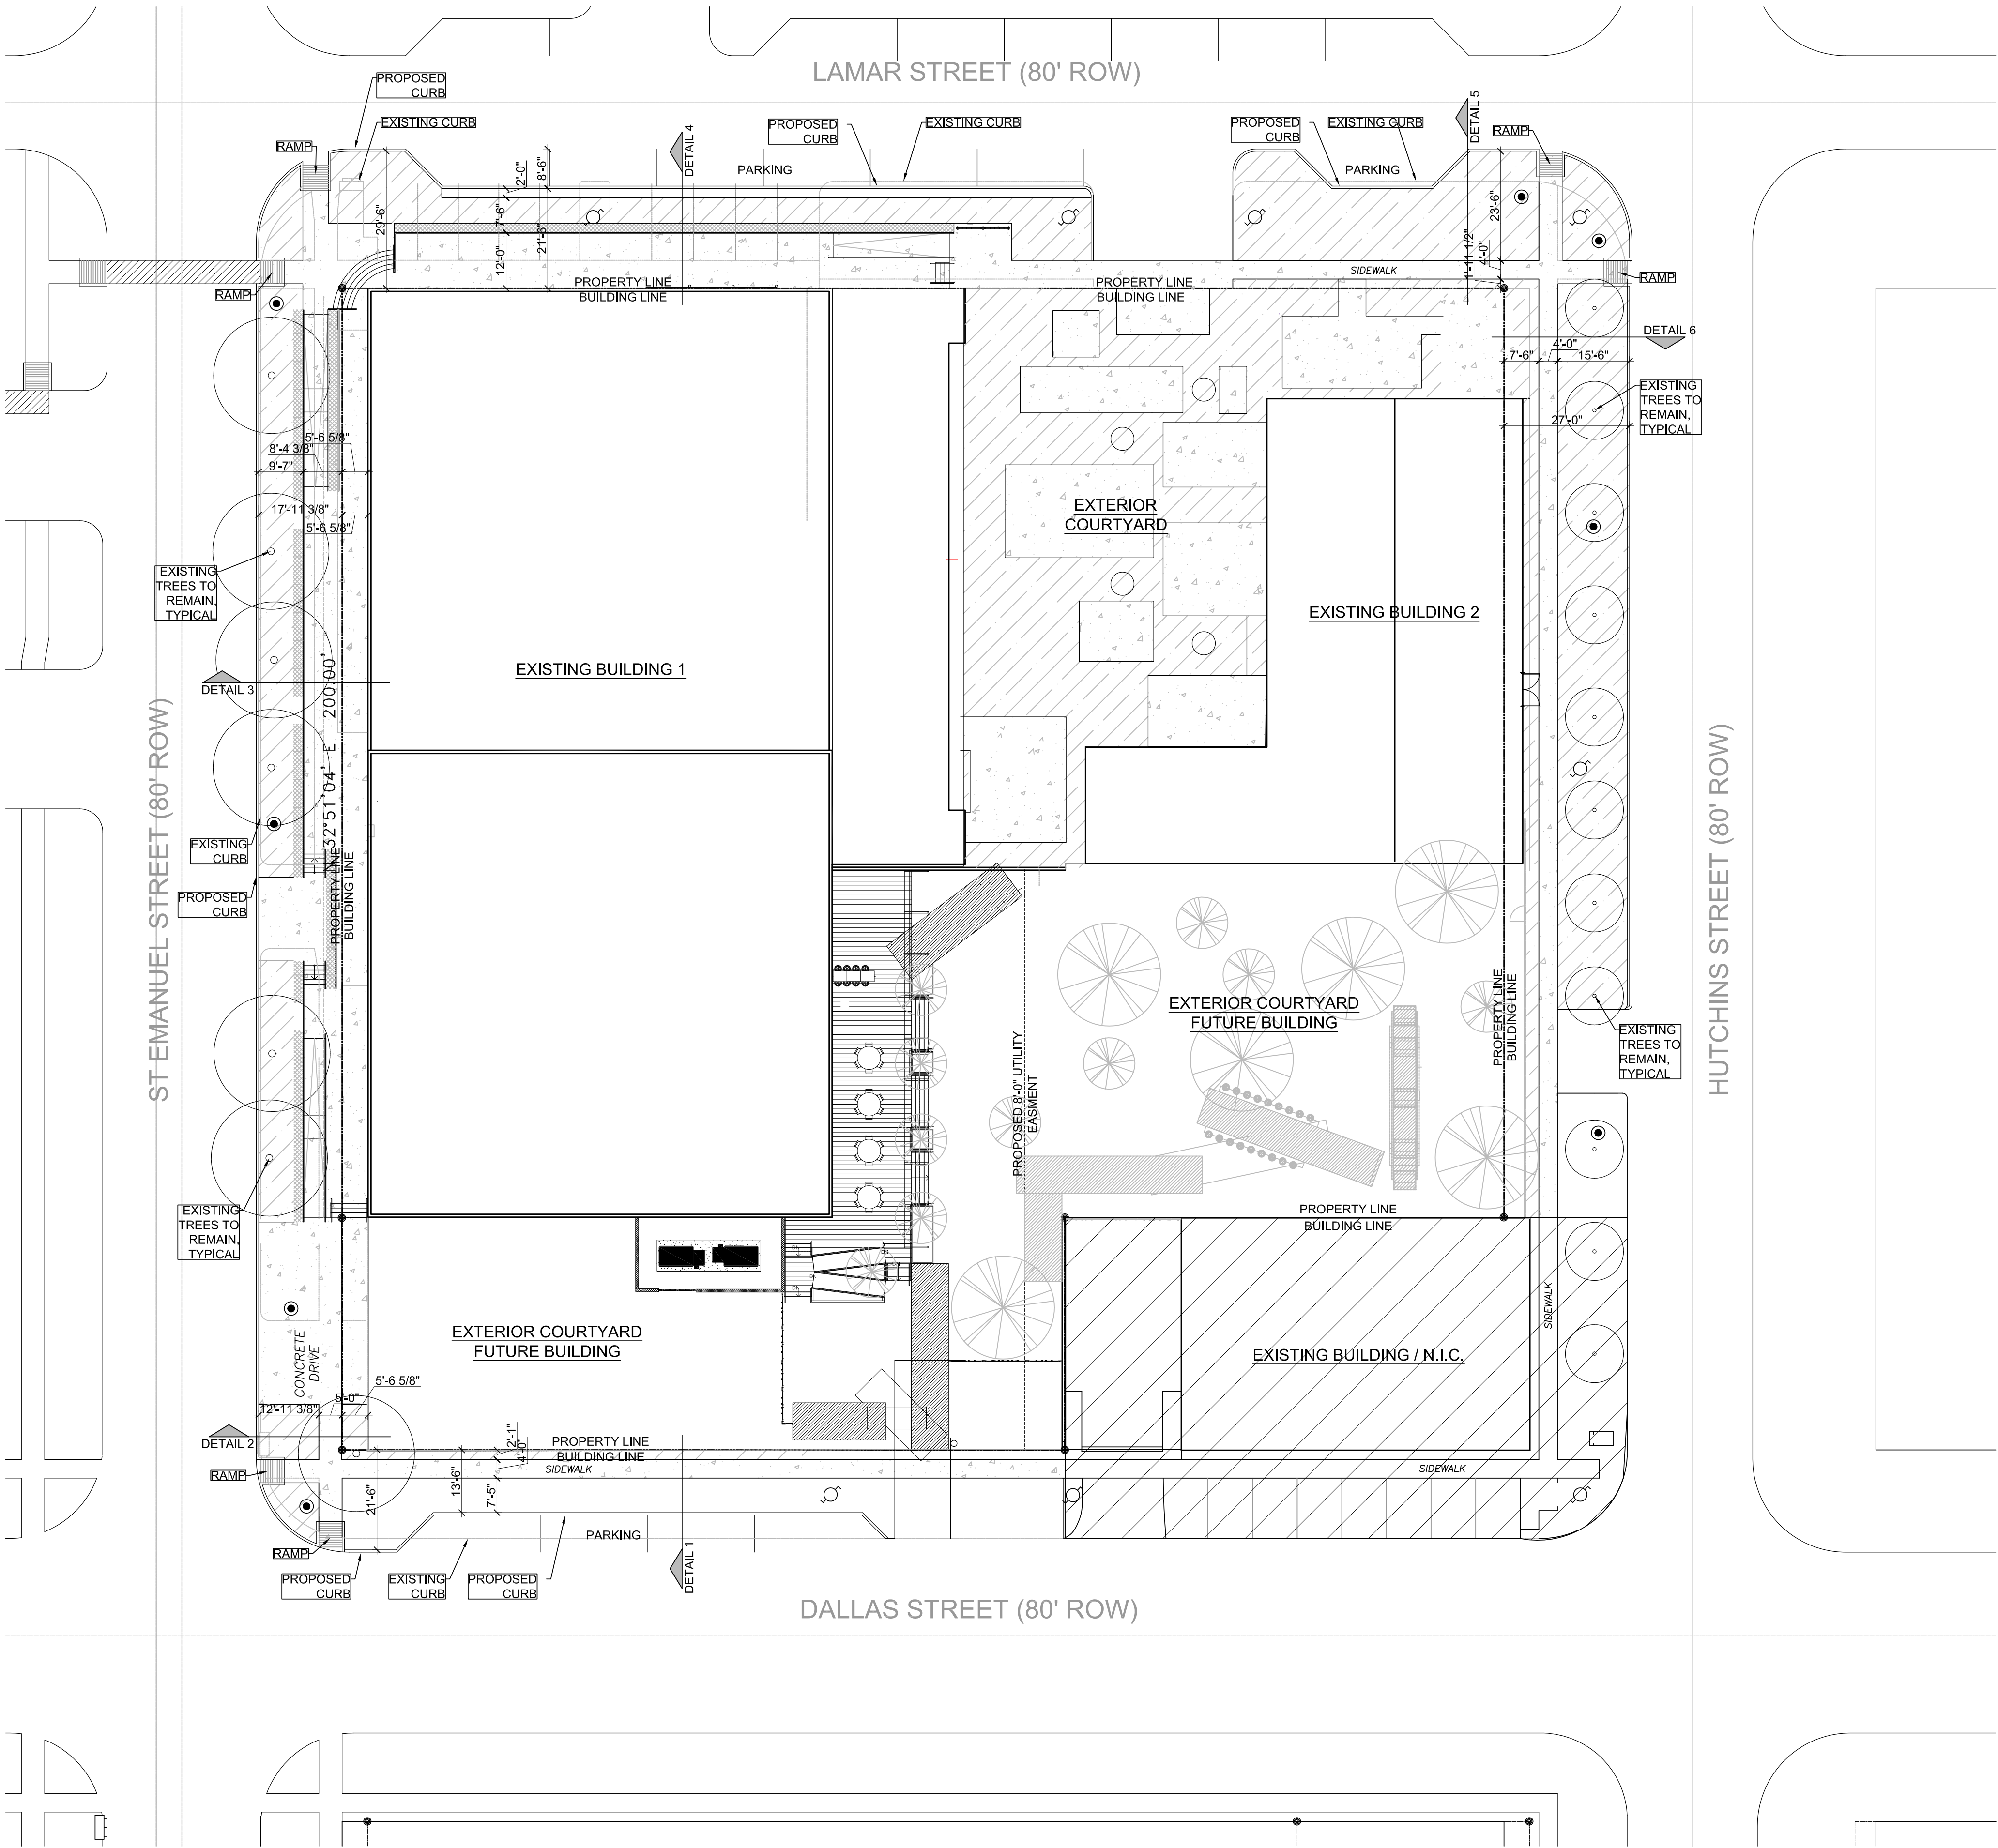 LAMAR STREET (80' ROW)
PROPOSED
CURB
EXISTING CURB
RAMP
DETAIL 4
PROPOSED
CURB
EXISTING CURB
PARKING
PROPOSED
CURB
EXISTING CURB
PARKING
DETAIL 5
RAMP
29'-6"
2'-0"
8'-6"
7'-6"
21'-6"
12'-0"
23'-6"
1'-11 1/2"
4'-0"
RAMP
PROPERTY LINE
BUILDING LINE
PROPERTY LINE
BUILDING LINE
SIDEWALK
RAMP
DETAIL 6
7'-6"
4'-0"
15'-6"
27'-0"
EXISTING
TREES TO
REMAIN,
TYPICAL
5'-6 5/8"
8'-4 3/8"
9'-7"
17'-11 3/8"
5'-6 5/8"
EXTERIOR
COURTYARD
EXISTING
TREES TO
REMAIN,
TYPICAL
EXISTING BUILDING 1
EXISTING BUILDING 2
DETAIL 3
32°51'04' E 200.00'
ST EMANUEL STREET (80' ROW)
HUTCHINS STREET (80' ROW)
EXISTING
CURB
PROPOSED
CURB
PROPERTY LINE
BUILDING LINE
EXTERIOR COURTYARD
FUTURE BUILDING
PROPOSED 8'-0" UTILITY
EASMENT
PROPERTY LINE
BUILDING LINE
EXISTING
TREES TO
REMAIN,
TYPICAL
EXISTING
TREES TO
REMAIN,
TYPICAL
PROPERTY LINE
BUILDING LINE
DN
DN
DN
DN
SIDEWALK
EXTERIOR COURTYARD
FUTURE BUILDING
EXISTING BUILDING / N.I.C.
CONCRETE
DRIVE
5'-6 5/8"
5'-0"
12'-11 3/8"
DETAIL 2
PROPERTY LINE
BUILDING LINE
SIDEWALK
SIDEWALK
2'-1"
4'-0"
13'-6"
7'-5"
21'-6"
RAMP
PARKING
RAMP
DETAIL 1
PROPOSED
CURB
EXISTING
CURB
PROPOSED
CURB
DALLAS STREET (80' ROW)